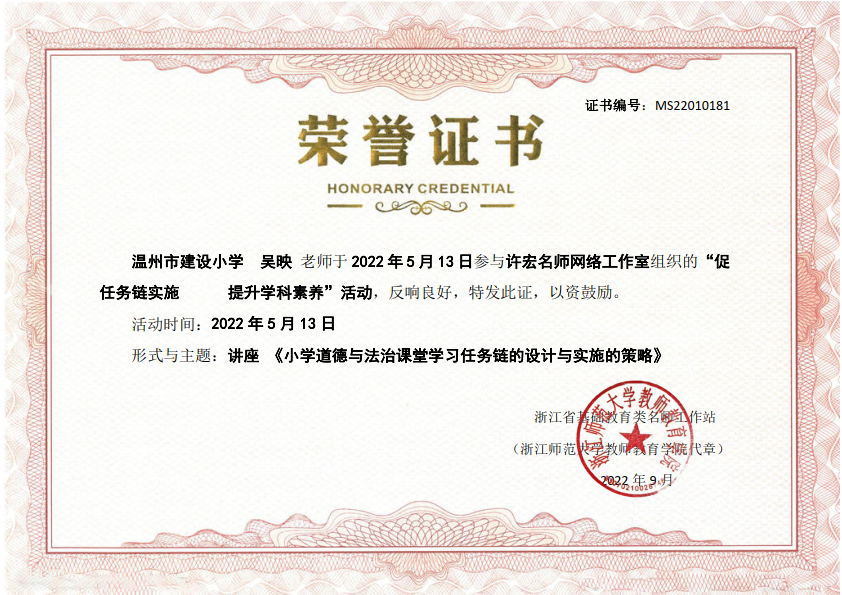 证书编号：MS22010181
荣誉证书
HONORARY CREDENTIAL
温州市建设小学 吴映 老师于 2022 年 5 月 13 日参与许宏名师网络工作室组织的“促
任务链实施 提升学科素养”活动，反响良好，特发此证，以资鼓励。
活动时间：2022 年 5 月 13 日
形式与主题：讲座 《小学道德与法治课堂学习任务链的设计与实施的策略》
浙江省基础教育类名师工作站
（浙江师范大学教师教育学院代章）
2022 年 9 月
浙江师范大学教师教育学院